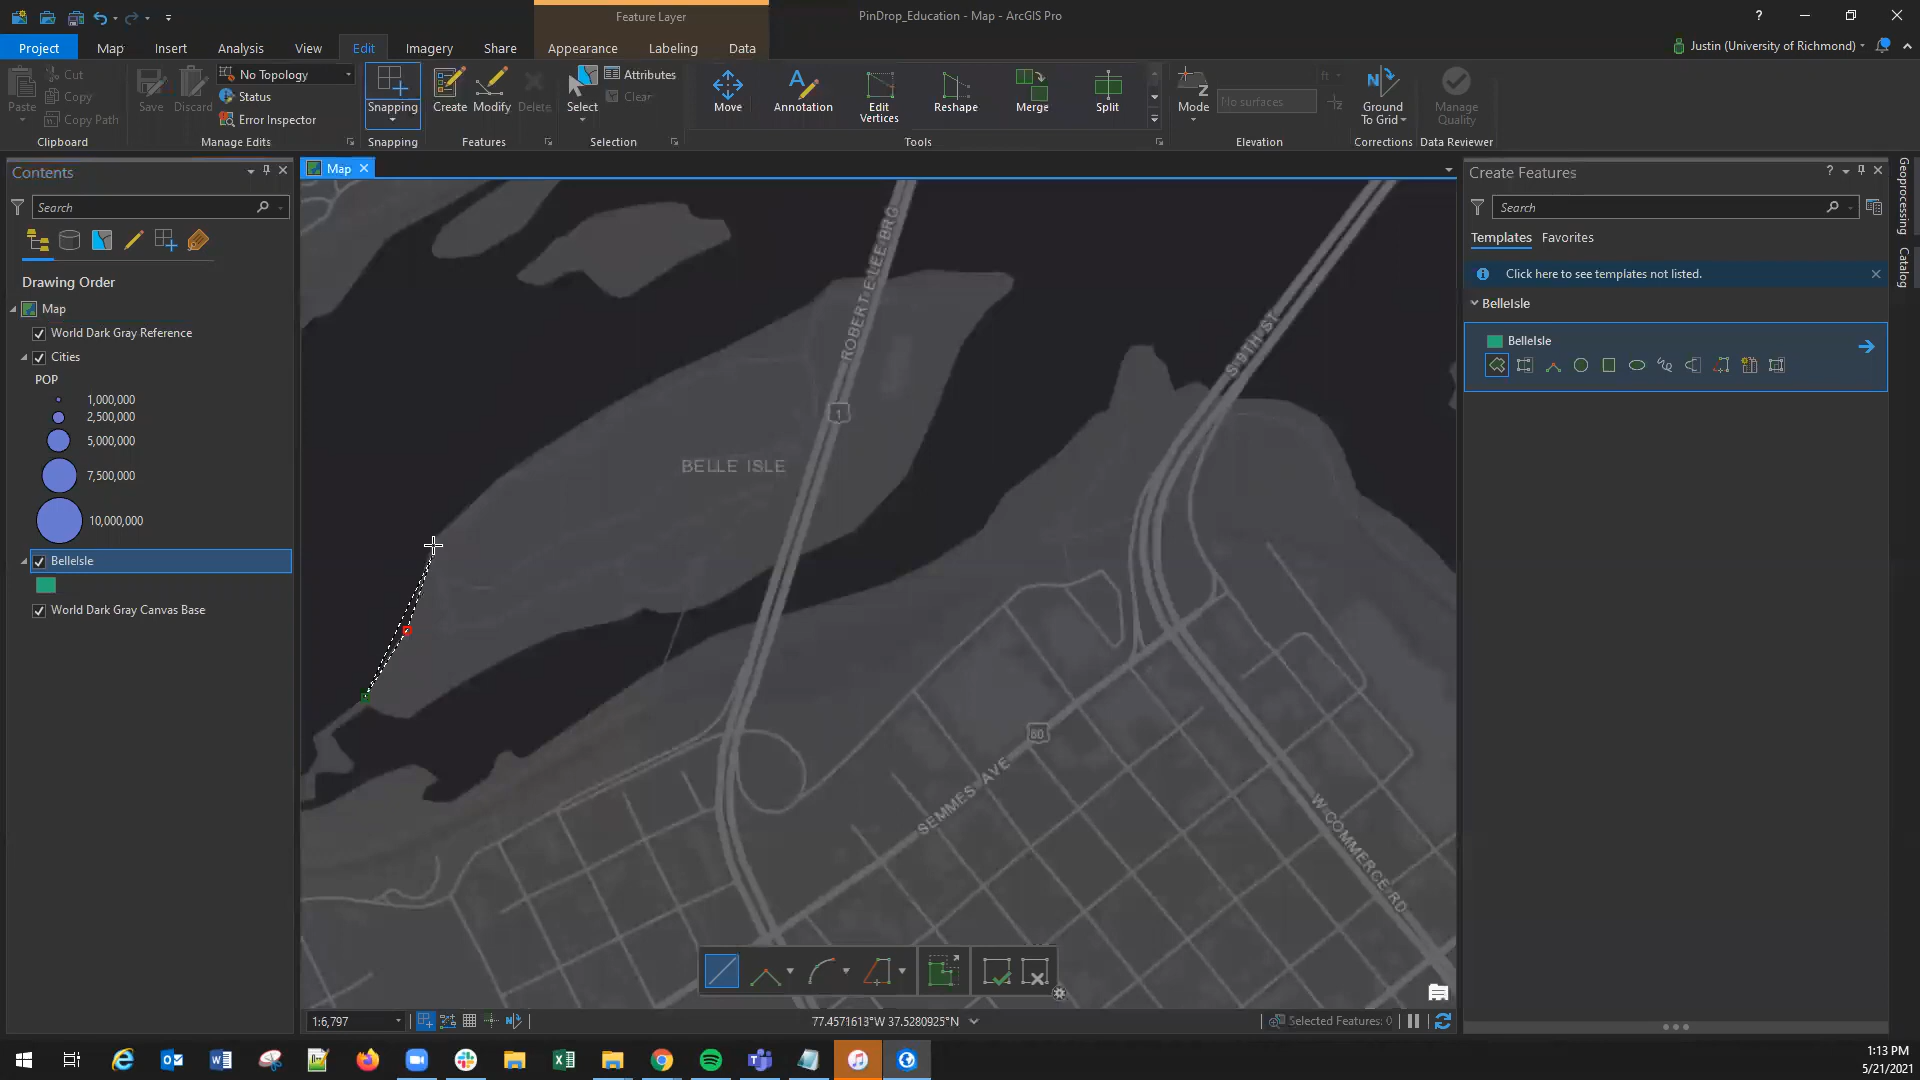 Feature Layer
PinDrop_Education - Map - ArcGIS Pro
?
Project
Map
Insert
Analysis
View
Edit
Imagery
Share
Appearance
Labeling
Data
Justin (University of Richmond)
Paste
Cut
Copy
Copy Path
Clipboard
Save
Discard
No Topology
Status
Error Inspector
Manage Edits
Snapping
Snapping
Create
Modify
Delete
Features
Select
Attributes
Clear
Selection
Move
Annotation
Edit
Vertices
Reshape
Merge
Split
Tools
Mode
No surfaces
ft
Elevation
Ground
To Grid
Corrections
Manage
Quality
Data Reviewer
Contents
Search
Drawing Order
Map
World Dark Gray Reference
Cities
POP
1,000,000
2,500,000
5,000,000
7,500,000
10,000,000
BelleIsle
World Dark Gray Canvas Base
Map
ROBERT E LEE BRG
1
BELLE ISLE
S 9TH ST
60
SEMMES AVE
W COMMERCE RD
1:6,797
77.4571613°W 37.5280925°N
Selected Features: 0
Create Features
?
Search
Templates
Favorites
Click here to see templates not listed.
BelleIsle
BelleIsle
Geoprocessing
Catalog
1:13 PM
5/21/2021